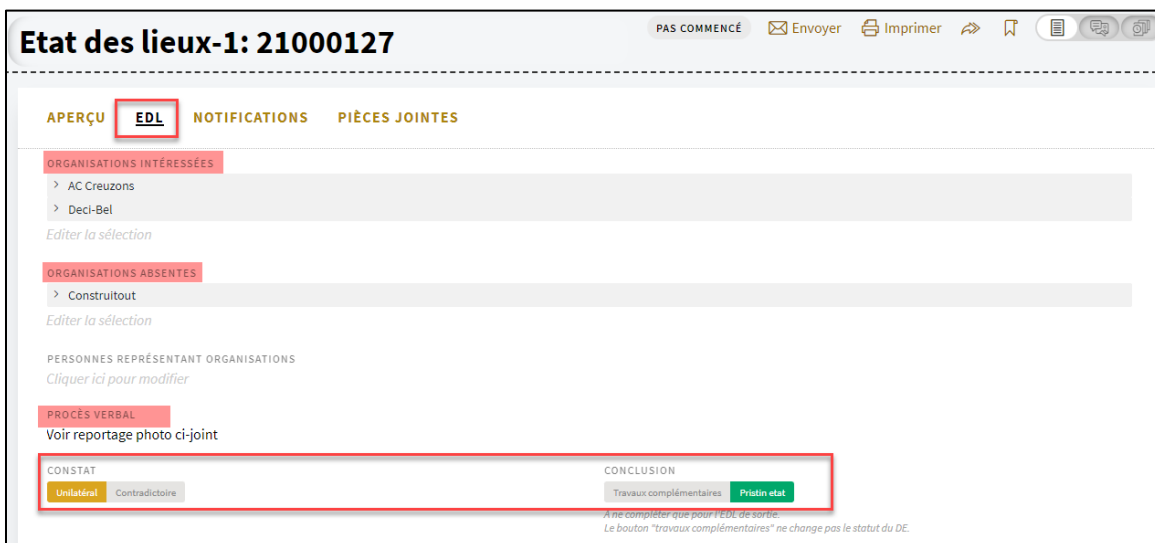 Etat des lieux-1: 21000127
PAS COMMENCÉ Envoyer Imprimer
APERÇU EDL NOTIFICATIONS PIÈCES JOINTES
ORGANISATIONS INTÉRESSÉES
AC Creuzons
Deci-Bel
Editer la sélection
ORGANISATIONS ABSENTES
Construitout
Editer la sélection
PERSONNES REPRÉSENTANT ORGANISATIONS
Cliquer ici pour modifier
PROCÈS VERBAL
Voir reportage photo ci-joint
CONSTAT CONCLUSION
Unilatéral Contradictoire Travaux complémentaires Pristin etat
A ne compléter que pour l'EDL de sortie.
Le bouton "travaux complémentaires" ne change pas le statut du DE.